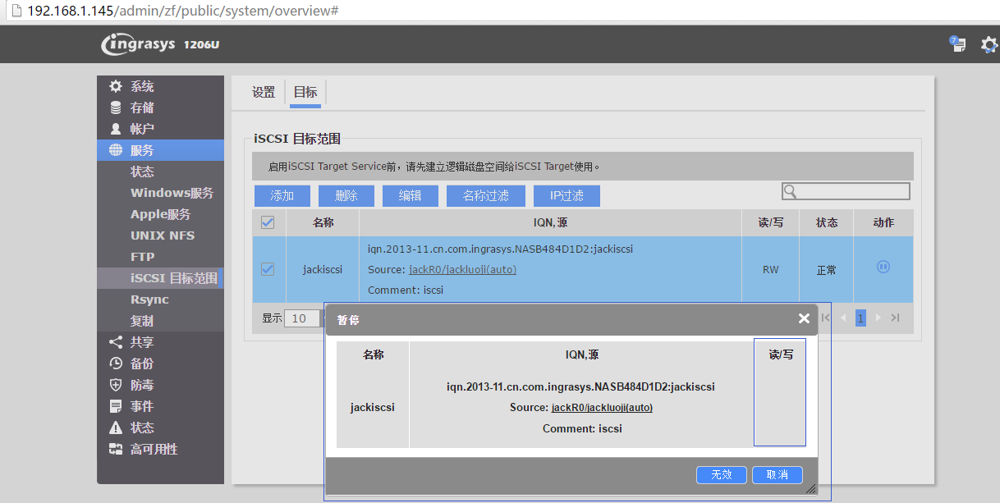 192.168.1.145/admin/zf/public/system/overview#
ingrasys 1206U
7
系统
存储
帐户
服务
状态
Windows服务
Apple服务
UNIX NFS
FTP
iSCSI 目标范围
Rsync
复制
共享
备份
防毒
事件
状态
高可用性
设置 目标
iSCSI 目标范围
启用iSCSI Target Service前，请先建立逻辑磁盘空间给iSCSI Target使用。
添加 删除 编辑 名称过滤 IP过滤
名称 IQN,源 读/写 状态 动作
iqn.2013-11.cn.com.ingrasys.NASB484D1D2:jackiscsi
jackiscsi Source: jackR0/jackluoji(auto) RW 正常
Comment: iscsi
显示 10 1
暂停
名称 IQN,源 读/写
iqn.2013-11.cn.com.ingrasys.NASB484D1D2:jackiscsi
jackiscsi Source: jackR0/jackluoji(auto)
Comment: iscsi
无效 取消